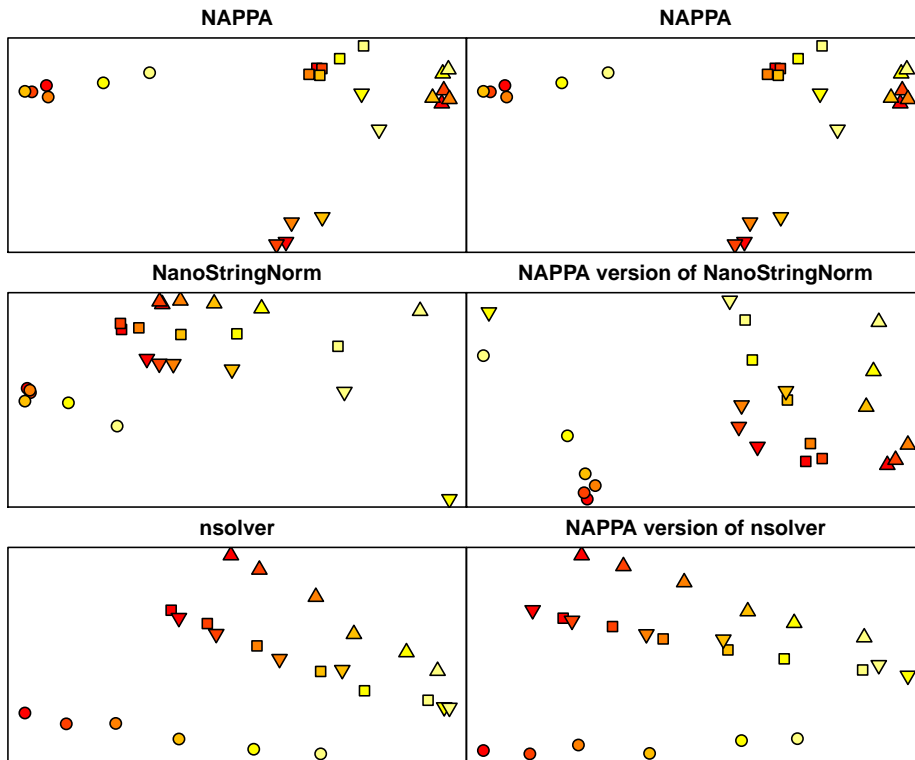 NAPPA
NAPPA
NanoStringNorm
NAPPA version of NanoStringNorm
nsolver
NAPPA version of nsolver